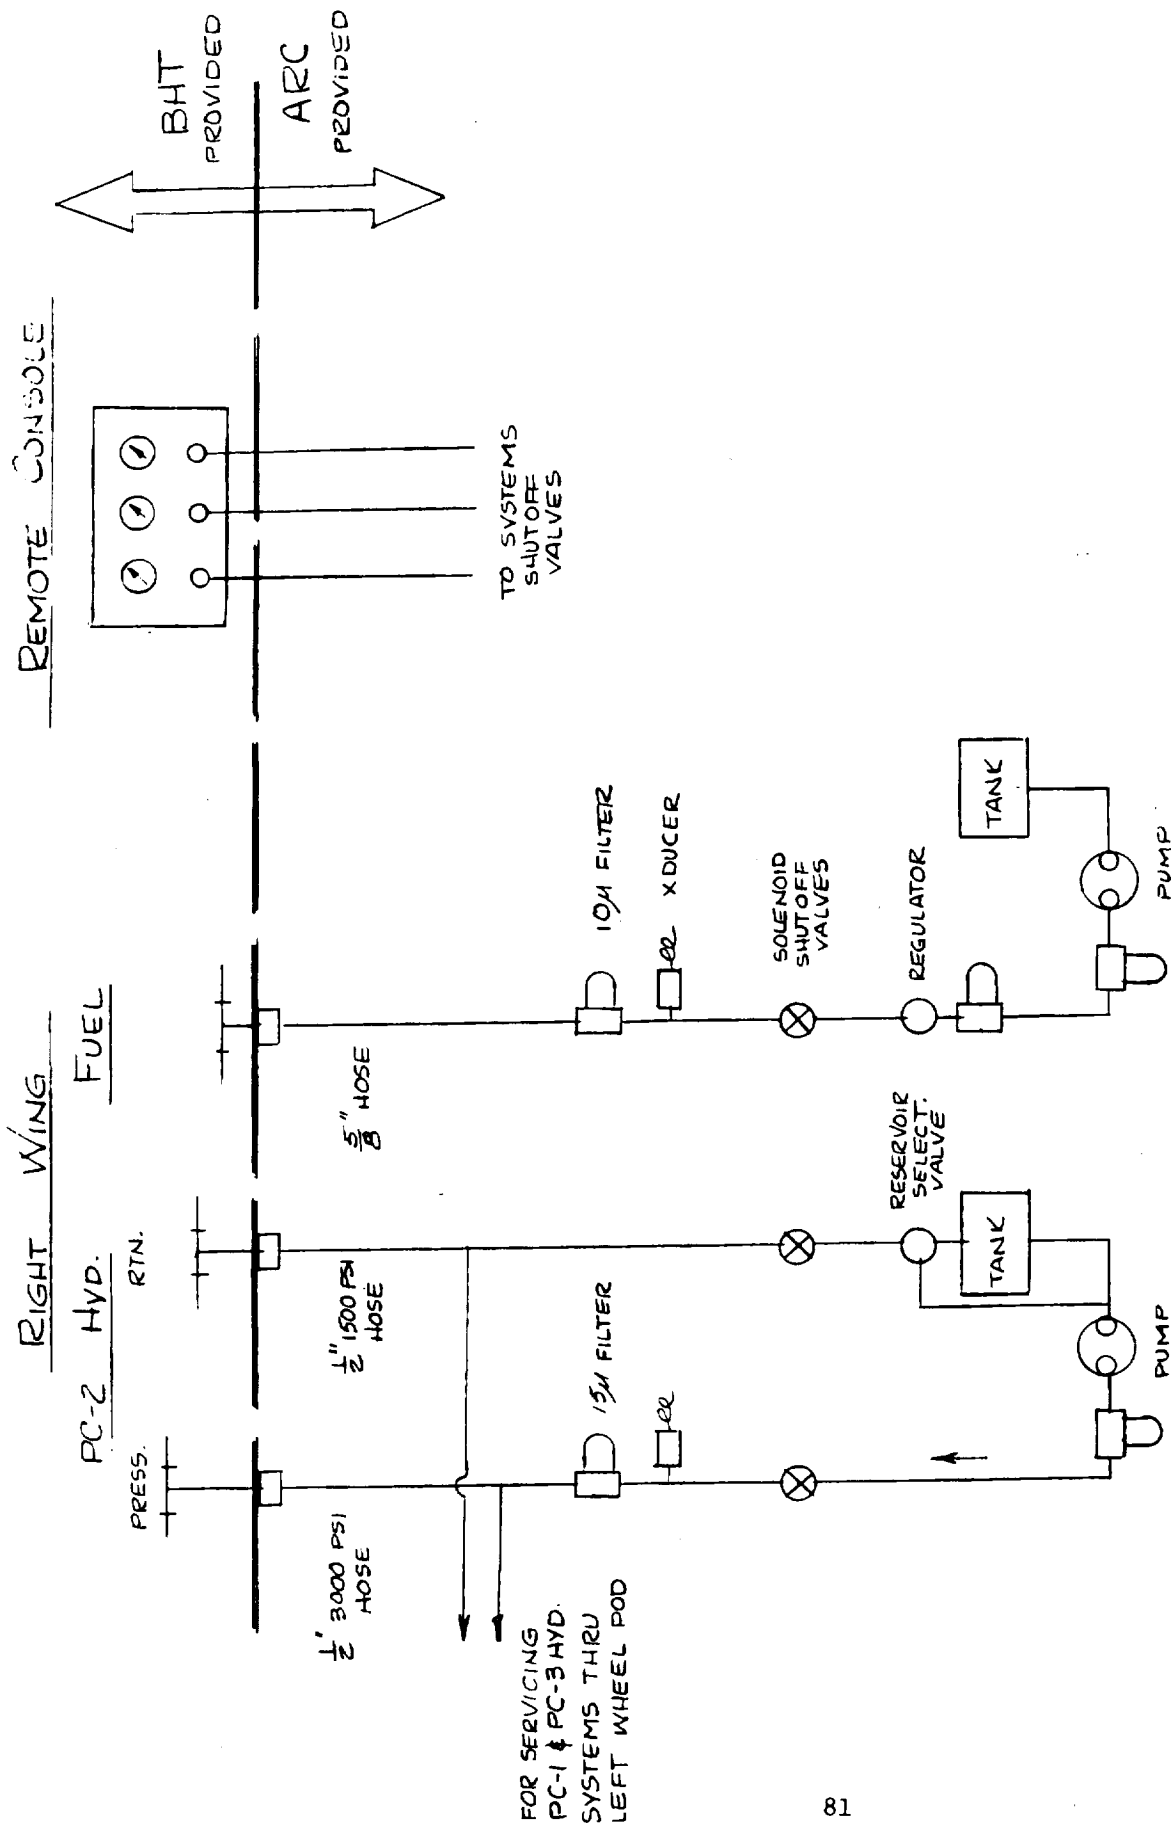 RIGHT WING
PC-2 HYD.
PRESS.
RTN.
FUEL
REMOTE CONSOLE
BHT
PROVIDED
ARC
PROVIDED
1/2" 3000 PSI
HOSE
1/2" 1500 PSI
HOSE
5/8" HOSE
TO SYSTEMS
SHUTOFF
VALVES
FOR SERVICING
PC-1 & PC-3 HYD.
SYSTEMS THRU
LEFT WHEEL POD
15μ FILTER
10μ FILTER
XDUCER
SOLENOID
SHUTOFF
VALVES
RESERVOIR
SELECT.
VALVE
REGULATOR
TANK
TANK
PUMP
PUMP
81